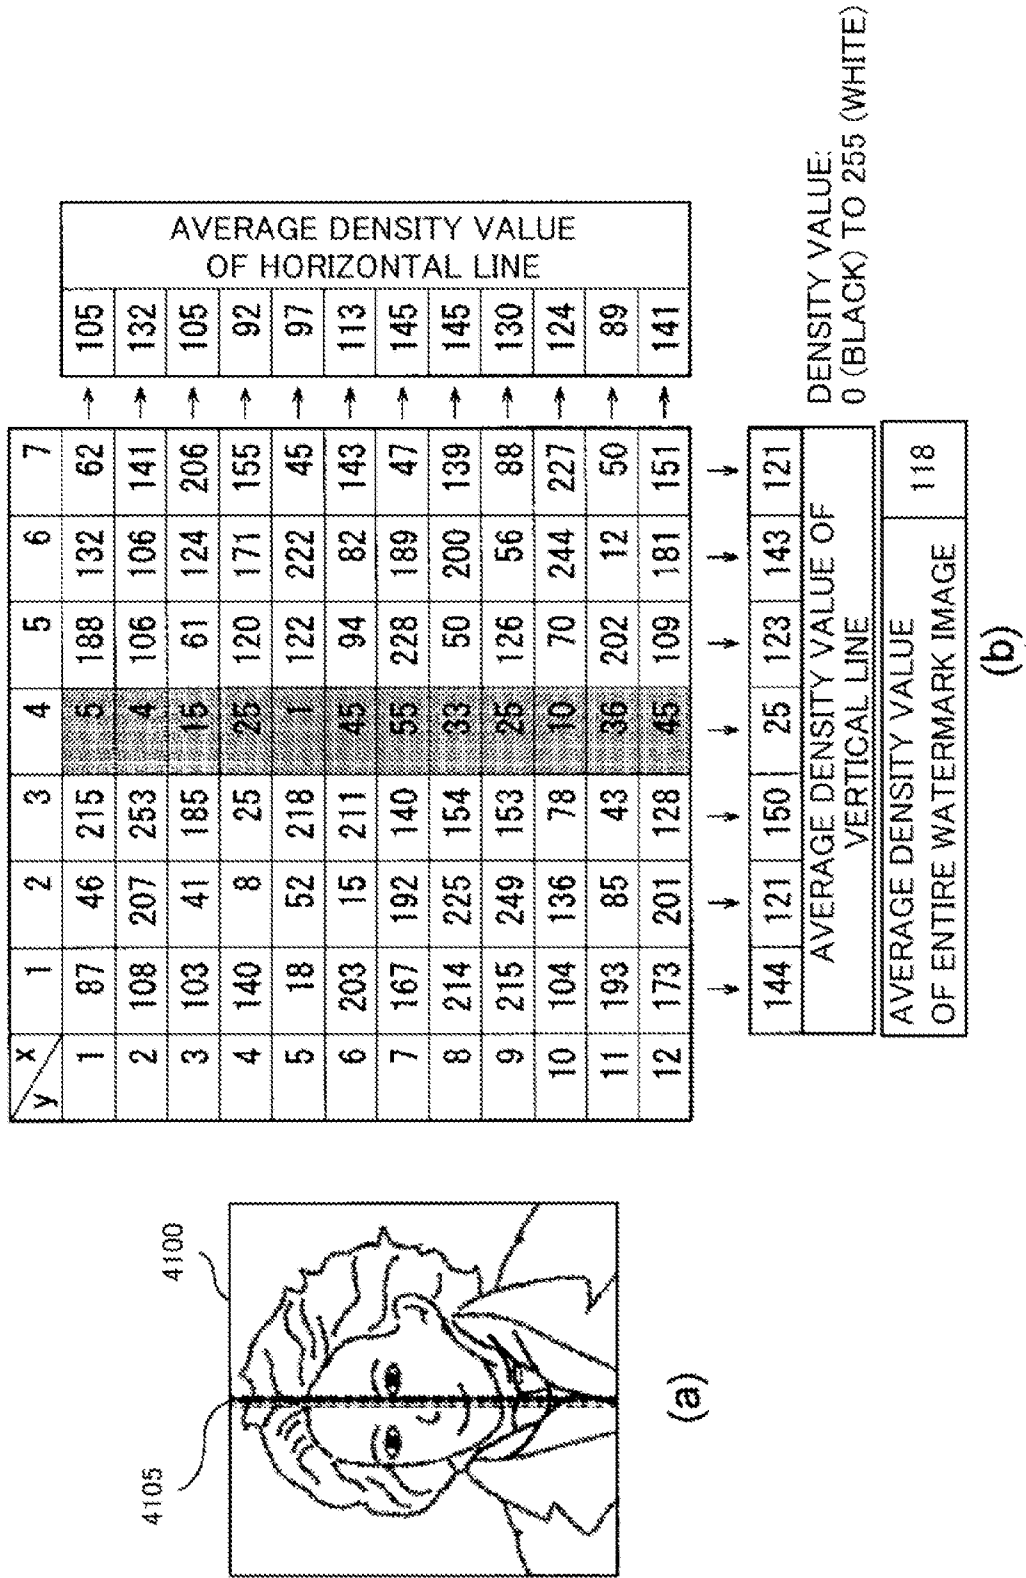 4105
4100
(a)
y x 1 2 3 4 5 6 7
1 87 46 215 5 188 132 62 → 105
2 108 207 253 4 106 106 141 → 132
3 103 41 185 15 61 124 206 → 105
4 140 8 25 25 120 171 155 → 92
5 18 52 218 1 122 222 45 → 97
6 203 15 211 45 94 82 143 → 113
7 167 192 140 55 228 189 47 → 145
8 214 225 154 33 50 200 139 → 145
9 215 249 153 25 126 56 88 → 130
10 104 136 78 10 70 244 227 → 124
11 193 85 43 36 202 12 50 → 89
12 173 201 128 45 109 181 151 → 141
AVERAGE DENSITY VALUE
OF HORIZONTAL LINE
144 121 150 25 123 143 121
AVERAGE DENSITY VALUE OF
VERTICAL LINE
AVERAGE DENSITY VALUE
OF ENTIRE WATERMARK IMAGE
118
DENSITY VALUE:
0 (BLACK) TO 255 (WHITE)
(b)